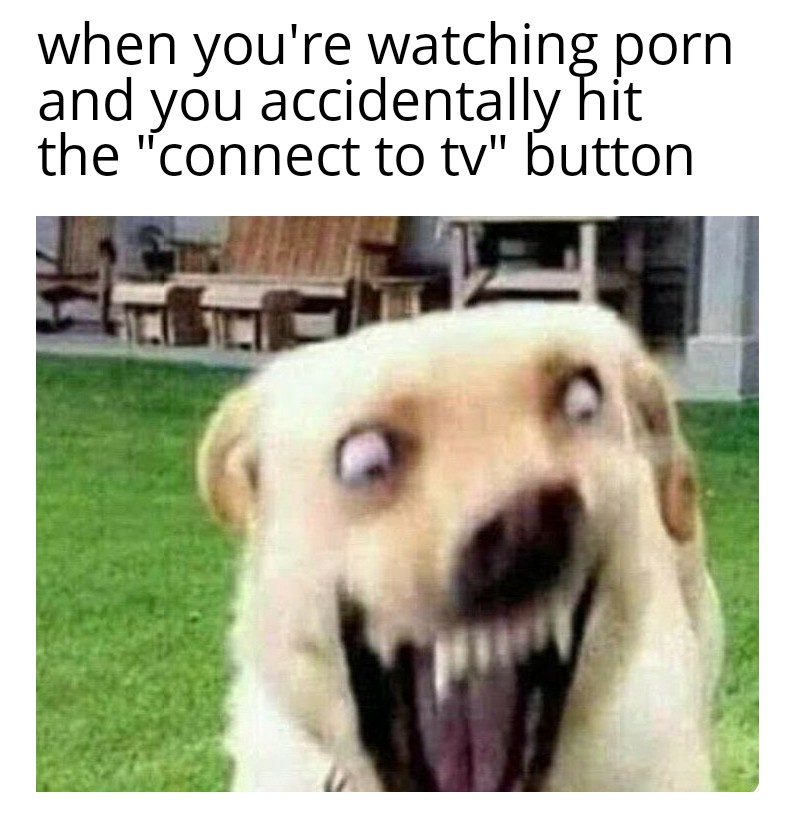 when you're watching porn
and you accidentally hit
the "connect to tv" button